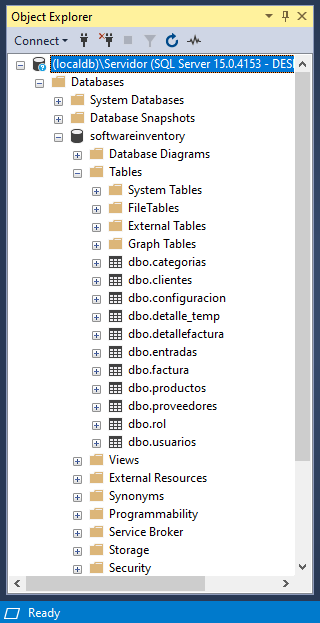 Object Explorer
Connect
(localdb)\Servidor (SQL Server 15.0.4153 - DES
Databases
System Databases
Database Snapshots
softwareinventory
Database Diagrams
Tables
System Tables
FileTables
External Tables
Graph Tables
dbo.categorias
dbo.clientes
dbo.configuracion
dbo.detalle_temp
dbo.detallefactura
dbo.entradas
dbo.factura
dbo.productos
dbo.proveedores
dbo.rol
dbo.usuarios
Views
External Resources
Synonyms
Programmability
Service Broker
Storage
Security
Ready